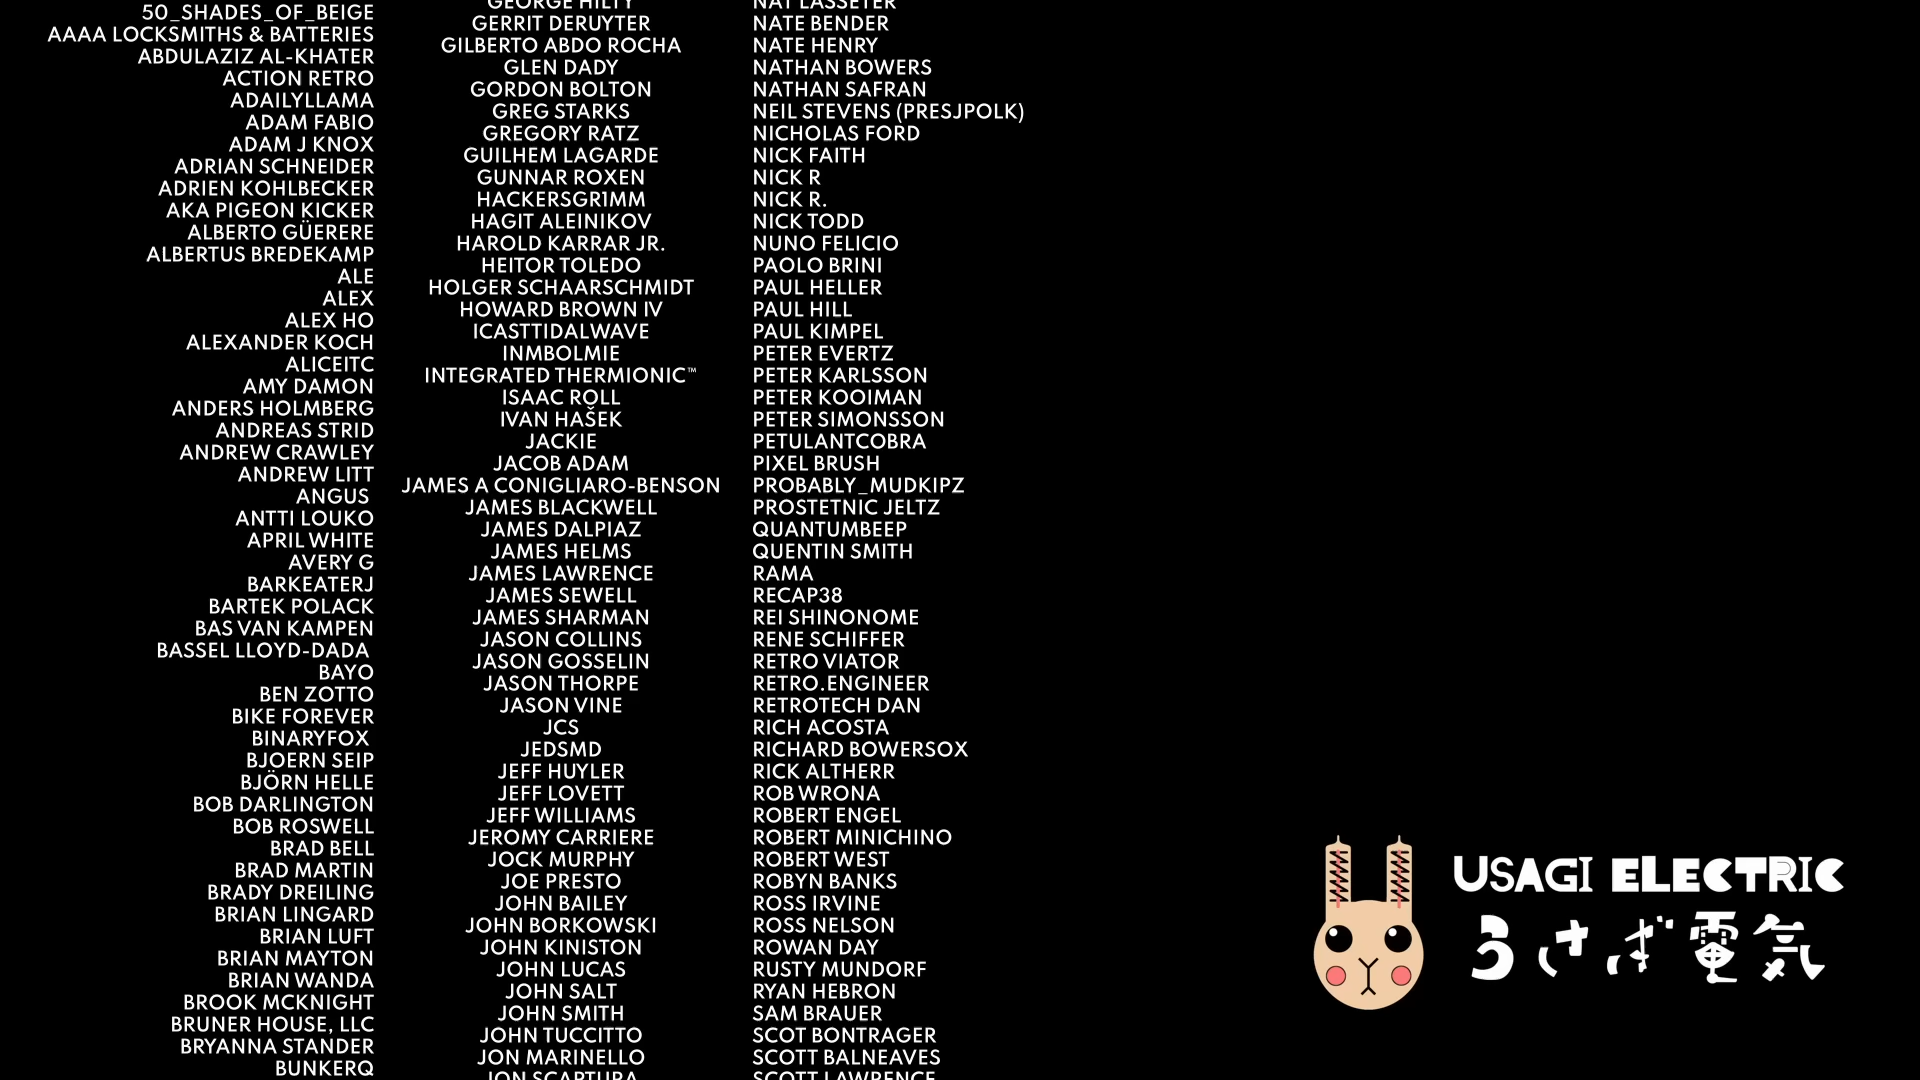 50_SHADES_OF_BEIGE
AAAA LOCKSMITHS & BATTERIES
ABDULAZIZ AL-KHATER
ACTION RETRO
ADAILYLLAMA
ADAM FABIO
ADAM J KNOX
ADRIAN SCHNEIDER
ADRIEN KOHLBECKER
AKA PIGEON KICKER
ALBERTO GÜERERE
ALBERTUS BREDEKAMP
ALE
ALEX
ALEX HO
ALEXANDER KOCH
ALICEITC
AMY DAMON
ANDERS HOLMBERG
ANDREAS STRID
ANDREW CRAWLEY
ANDREW LITT
ANGUS
ANTTI LOUKO
APRIL WHITE
AVERY G
BARKEATERJ
BARTEK POLACK
BAS VAN KAMPEN
BASSEL LLOYD-DADA
BAYO
BEN ZOTTO
BIKE FOREVER
BINARYFOX
BJOERN SEIP
BJÖRN HELLE
BOB DARLINGTON
BOB ROSWELL
BRAD BELL
BRAD MARTIN
BRADY DREILING
BRIAN LINGARD
BRIAN LUFT
BRIAN MAYTON
BRIAN WANDA
BROOK MCKNIGHT
BRUNER HOUSE, LLC
BRYANNA STANDER
BUNKERQ
GEORGE HILTY
GERRIT DERUYTER
GILBERTO ABDO ROCHA
GLEN DADY
GORDON BOLTON
GREG STARKS
GREGORY RATZ
GUILHEM LAGARDE
GUNNAR ROXEN
HACKERSGR1MM
HAGIT ALEINIKOV
HAROLD KARRAR JR.
HEITOR TOLEDO
HOLGER SCHAARSCHMIDT
HOWARD BROWN IV
ICASTTIDALWAVE
INMBOLMIE
INTEGRATED THERMIONIC™
ISAAC ROLL
IVAN HAŠEK
JACKIE
JACOB ADAM
JAMES A CONIGLIARO-BENSON
JAMES BLACKWELL
JAMES DALPIAZ
JAMES HELMS
JAMES LAWRENCE
JAMES SEWELL
JAMES SHARMAN
JASON COLLINS
JASON GOSSELIN
JASON THORPE
JASON VINE
JCS
JEDSMD
JEFF HUYLER
JEFF LOVETT
JEFF WILLIAMS
JEROMY CARRIERE
JOCK MURPHY
JOE PRESTO
JOHN BAILEY
JOHN BORKOWSKI
JOHN KINISTON
JOHN LUCAS
JOHN SALT
JOHN SMITH
JOHN TUCCITTO
JON MARINELLO
JON SCARTURA
NAT LASSETER
NATE BENDER
NATE HENRY
NATHAN BOWERS
NATHAN SAFRAN
NEIL STEVENS (PRESJPOLK)
NICHOLAS FORD
NICK FAITH
NICK R
NICK R.
NICK TODD
NUNO FELICIO
PAOLO BRINI
PAUL HELLER
PAUL HILL
PAUL KIMPEL
PETER EVERTZ
PETER KARLSSON
PETER KOOIMAN
PETER SIMONSSON
PETULANTCOBRA
PIXEL BRUSH
PROBABLY_MUDKIPZ
PROSTETNIC JELTZ
QUANTUMBEEP
QUENTIN SMITH
RAMA
RECAP38
REI SHINONOME
RENE SCHIFFER
RETRO VIATOR
RETRO.ENGINEER
RETROTECH DAN
RICH ACOSTA
RICHARD BOWERSOX
RICK ALTHERR
ROB WRONA
ROBERT ENGEL
ROBERT MINICHINO
ROBERT WEST
ROBYN BANKS
ROSS IRVINE
ROSS NELSON
ROWAN DAY
RUSTY MUNDORF
RYAN HEBRON
SAM BRAUER
SCOT BONTRAGER
SCOTT BALNEAVES
SCOTT LAWRENCE
USAGI ELECTRIC
うさぎ電気